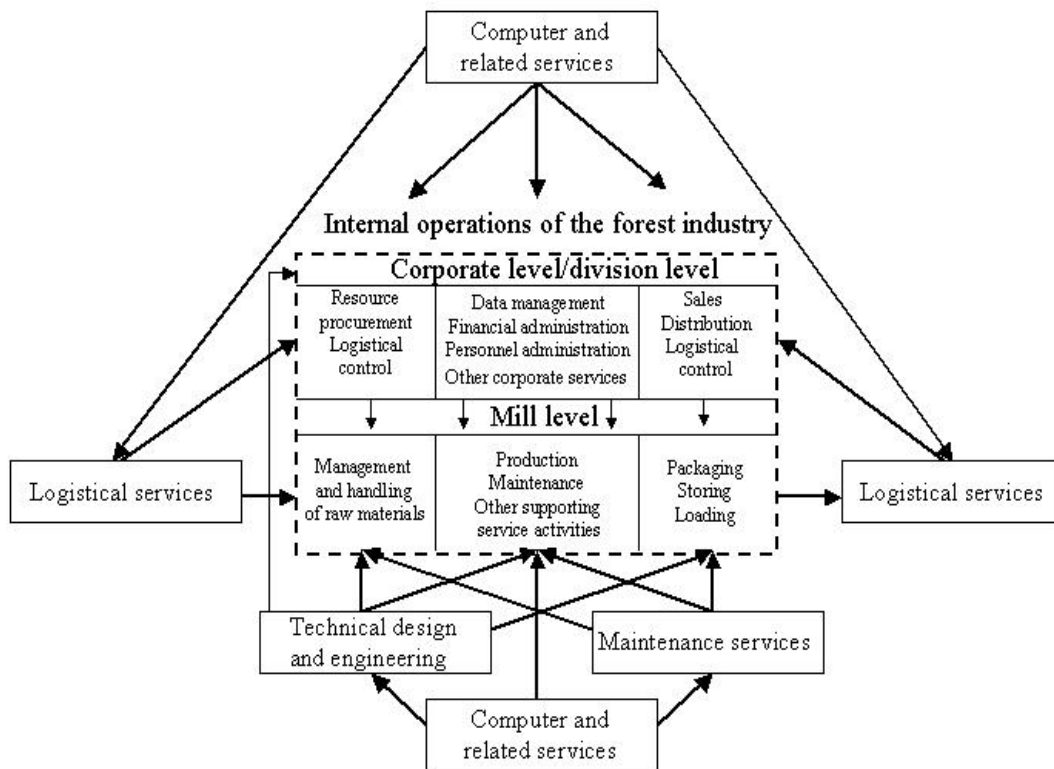 Computer and
related services
Internal operations of the forest industry
Corporate level/division level
Resource
procurement
Logistical
control
Data management
Financial administration
Personnel administration
Other corporate services
Sales
Distribution
Logistical
control
Mill level
Logistical services
Management
and handling
of raw materials
Production
Maintenance
Other supporting
service activities
Packaging
Storing
Loading
Logistical services
Technical design
and engineering
Maintenance services
Computer and
related services